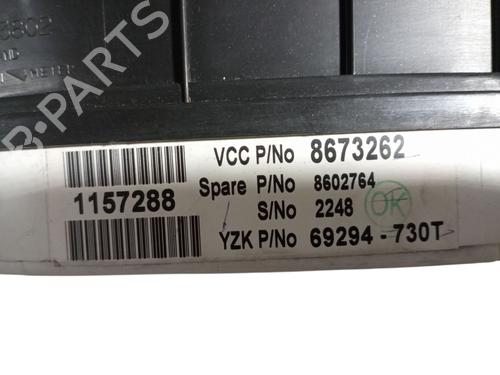 B-PARTS
VCC P/No 8673262
1157288
Spare P/No 8602764
S/No 2248
OK
YZK P/No 69294-730T